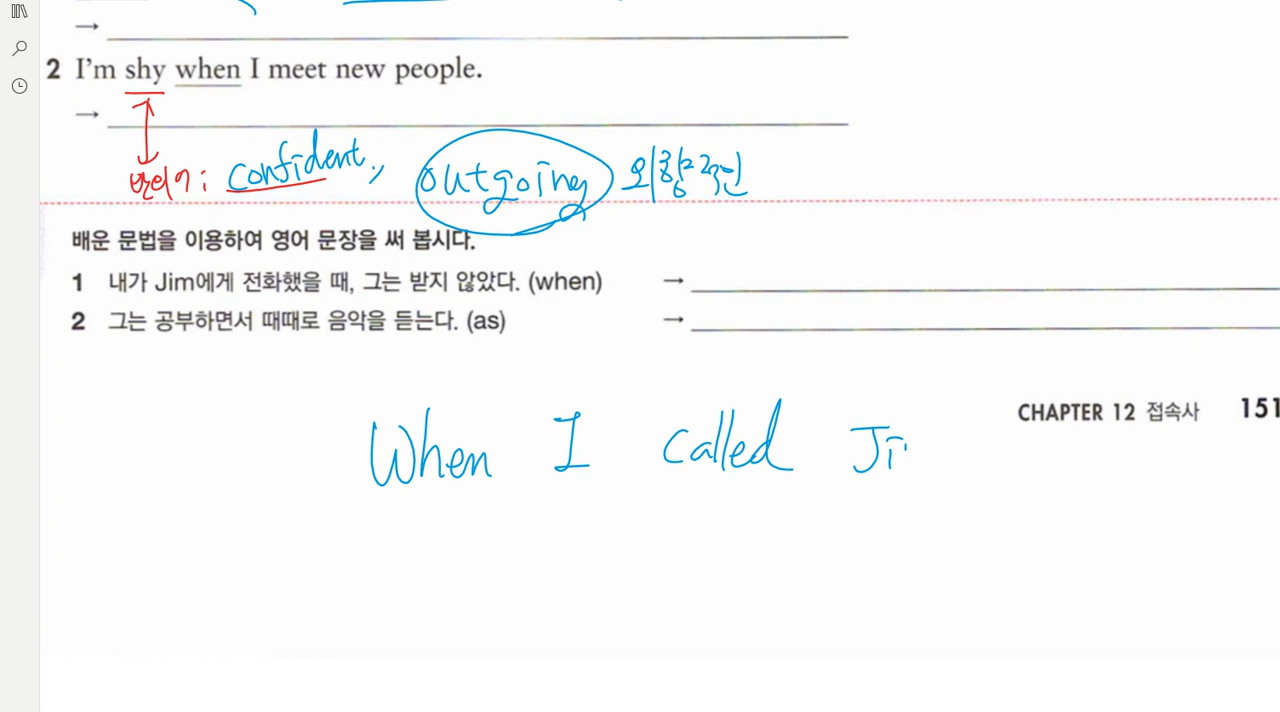 →
2 I'm shy when I meet new people.
→
반의어 : confident, outgoing 외향적인
배운 문법을 이용하여 영어 문장을 써 봅시다.
1 내가 Jim에게 전화했을 때, 그는 받지 않았다. (when) →
2 그는 공부하면서 때때로 음악을 듣는다. (as) →
CHAPTER 12 접속사 151
When I called Ji